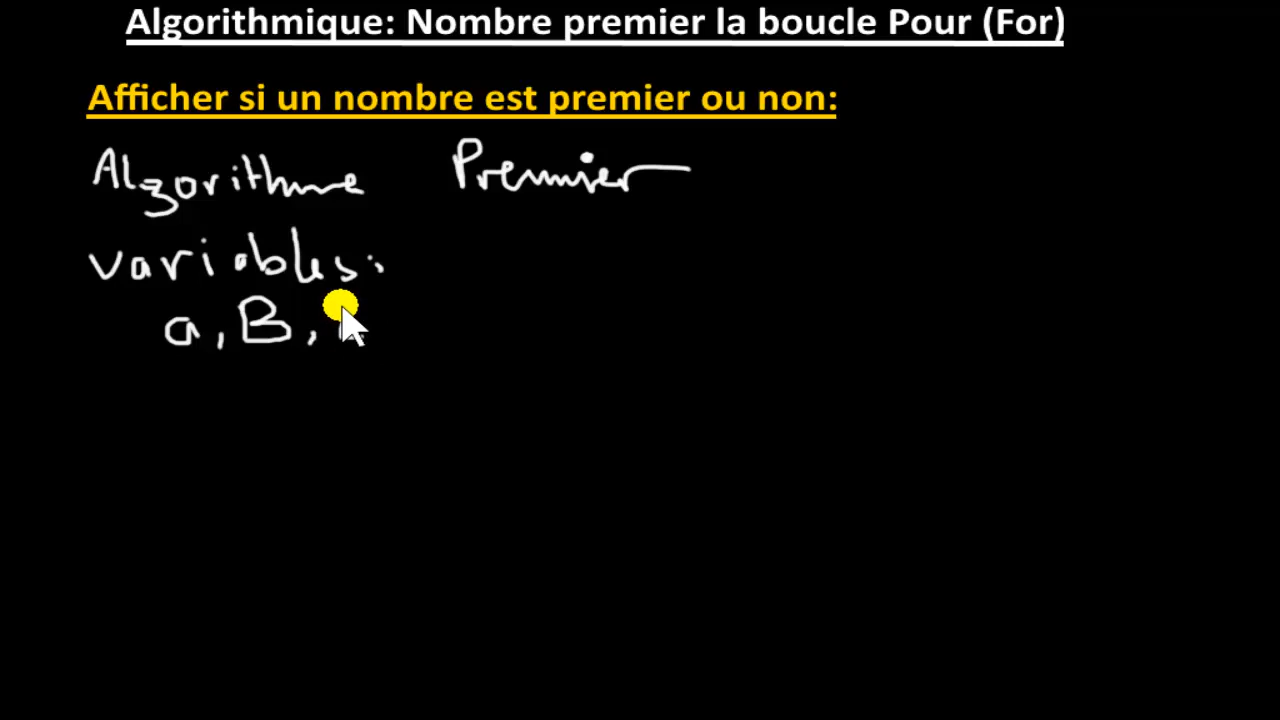 Algorithmique: Nombre premier la boucle Pour (For)
Afficher si un nombre est premier ou non:
Algorithme Premier
variables:
a, B,